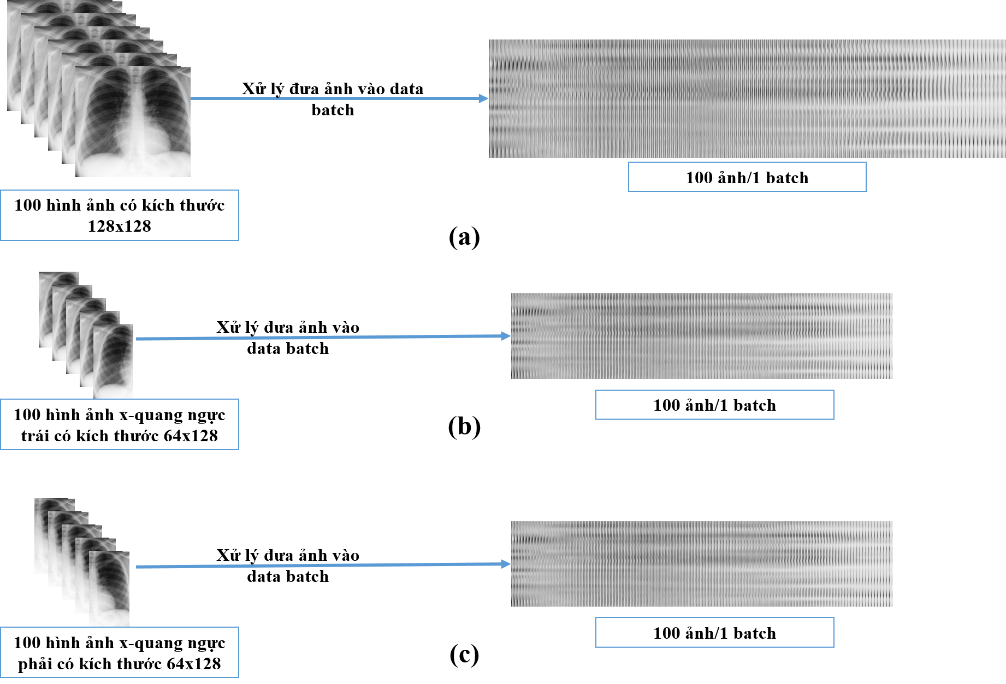 Xử lý đưa ảnh vào data
batch
100 ảnh/1 batch
100 hình ảnh có kích thước
128x128
(a)
Xử lý đưa ảnh vào
data batch
100 hình ảnh x-quang ngực
trái có kích thước 64x128
100 ảnh/1 batch
(b)
Xử lý đưa ảnh vào
data batch
100 hình ảnh x-quang ngực
phải có kích thước 64x128
100 ảnh/1 batch
(c)